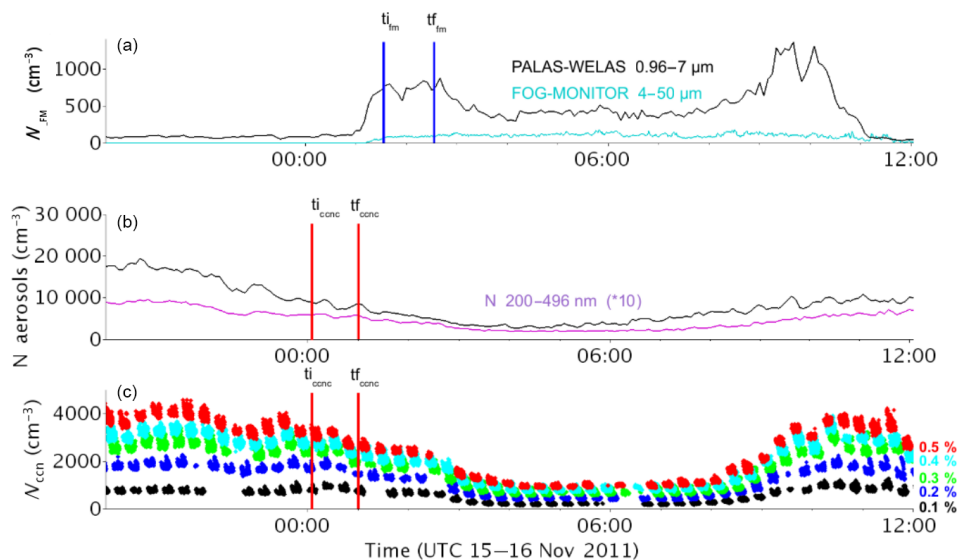 (a)
ti_fm tf_fm
PALAS-WELAS 0.96–7 µm
FOG-MONITOR 4–50 µm
N_FM (cm⁻³)
1000
500
0
00:00 06:00 12:00
(b)
ti_ccnc tf_ccnc
N 200–496 nm (*10)
N aerosols (cm⁻³)
30 000
20 000
10 000
0
00:00 06:00 12:00
(c)
ti_ccnc tf_ccnc
N_ccn (cm⁻³)
4000
2000
0
0.5 %
0.4 %
0.3 %
0.2 %
0.1 %
00:00 06:00 12:00
Time (UTC 15–16 Nov 2011)